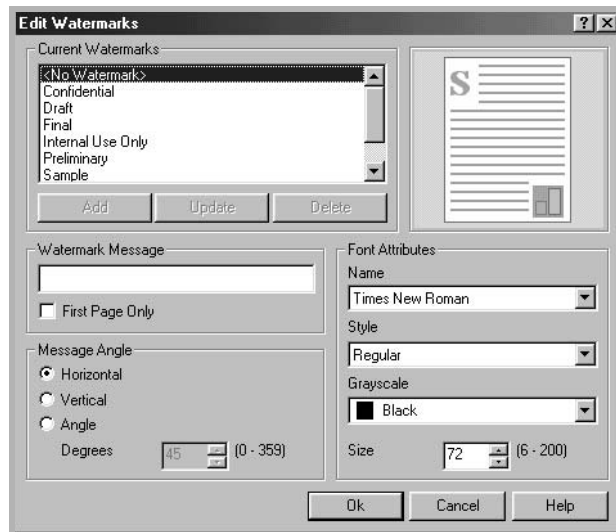 Edit Watermarks
Current Watermarks
<No Watermark>
Confidential
Draft
Final
Internal Use Only
Preliminary
Sample
Add Update Delete
S
Watermark Message
First Page Only
Message Angle
Horizontal
Vertical
Angle
Degrees 45 (0 - 359)
Font Attributes
Name
Times New Roman
Style
Regular
Grayscale
Black
Size 72 (6 - 200)
Ok Cancel Help